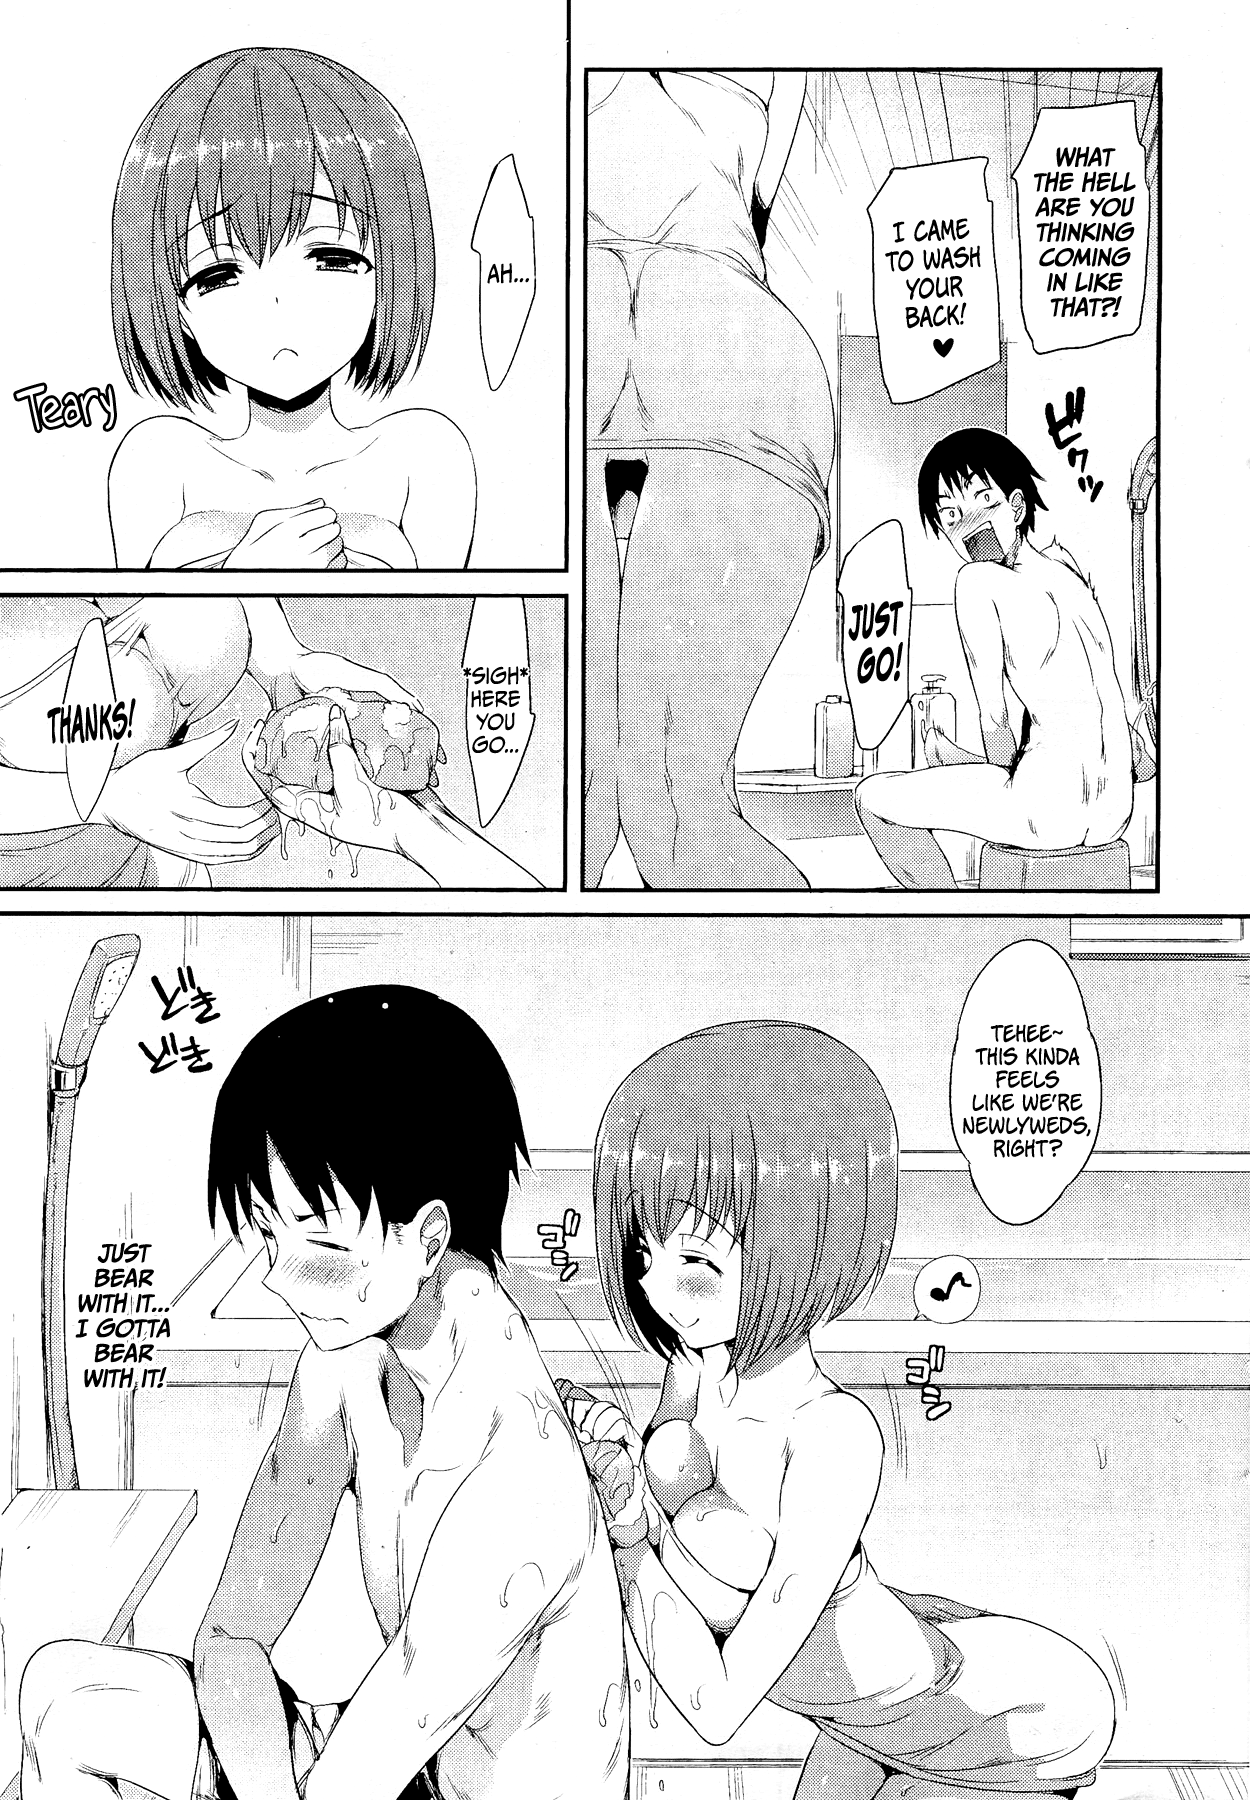 WHAT
THE HELL
ARE YOU
THINKING
COMING
IN LIKE
THAT?!
I CAME
TO WASH
YOUR
BACK!
♥
ビクッ
JUST
GO!
AH...
Teary
*SIGH*
HERE
YOU
GO...
THANKS!
TEHEE~
THIS KINDA
FEELS
LIKE WE'RE
NEWLYWEDS,
RIGHT?
♪
ゴシ
ゴシ
どき
どき
JUST
BEAR
WITH IT...
I GOTTA
BEAR
WITH IT!